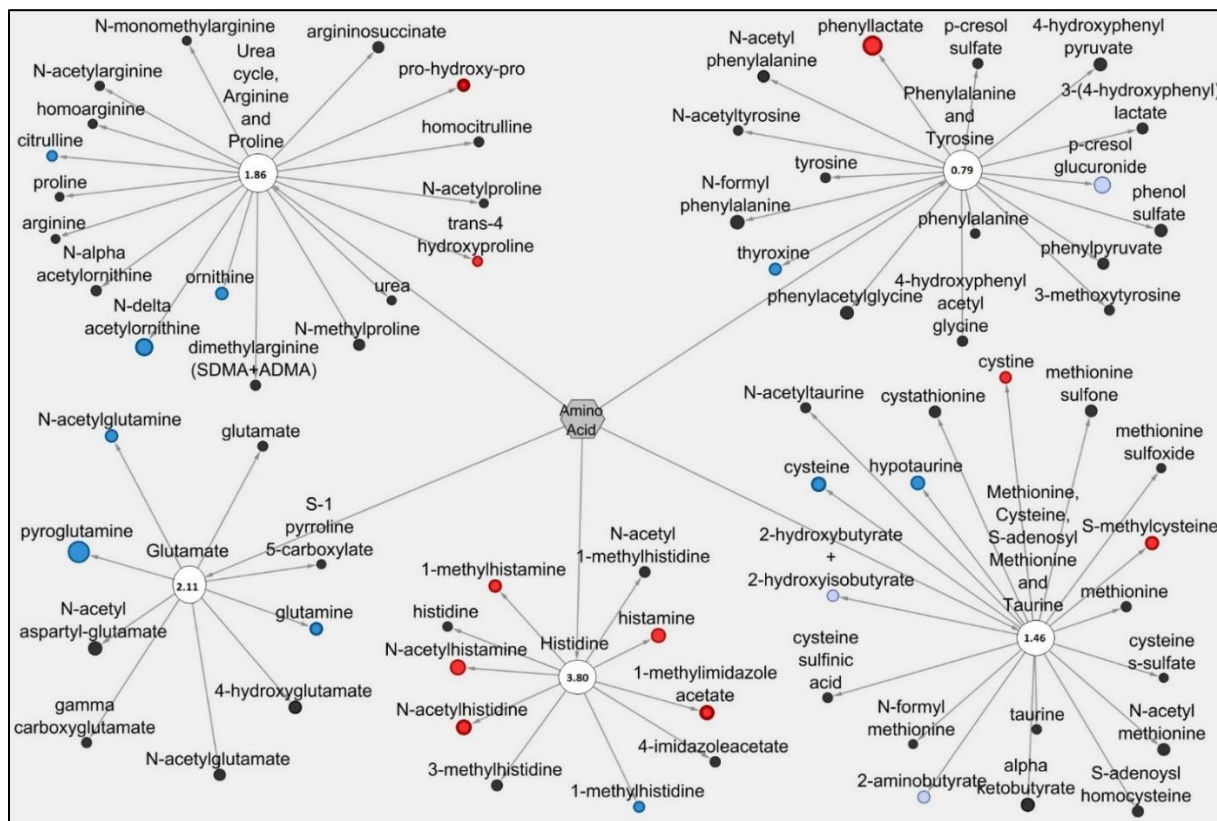 N-monomethylarginine
Urea
cycle,
Arginine
and
Proline
argininosuccinate
N-acetylarginine
pro-hydroxy-pro
homoarginine
homocitrulline
citrulline
1.86
proline
N-acetylproline
arginine
trans-4
hydroxyproline
N-alpha
acetylornithine
ornithine
urea
N-delta
acetylornithine
N-methylproline
dimethylarginine
(SDMA+ADMA)
phenyllactate
p-cresol
sulfate
4-hydroxyphenyl
pyruvate
N-acetyl
phenylalanine
Phenylalanine
and
Tyrosine
3-(4-hydroxyphenyl)
lactate
N-acetyltyrosine
p-cresol
glucuronide
tyrosine
0.79
N-formyl
phenylalanine
phenol
sulfate
phenylalanine
thyroxine
phenylpyruvate
phenylacetylglycine
4-hydroxyphenyl
acetyl
glycine
3-methoxytyrosine
Amino
Acid
N-acetylglutamine
glutamate
S-1
pyrroline
5-carboxylate
pyroglutamine
Glutamate
2.11
N-acetyl
aspartyl-glutamate
glutamine
4-hydroxyglutamate
gamma
carboxyglutamate
N-acetylglutamate
N-acetyl
1-methylhistidine
1-methylhistamine
histidine
histamine
N-acetylhistamine
Histidine
3.80
1-methylimidazole
acetate
N-acetylhistidine
4-imidazoleacetate
3-methylhistidine
1-methylhistidine
cystine
N-acetyltaurine
cystathionine
methionine
sulfone
cysteine
hypotaurine
methionine
sulfoxide
Methionine,
Cysteine,
S-adenosyl
Methionine
and
Taurine
2-hydroxybutyrate
+
2-hydroxyisobutyrate
S-methylcysteine
methionine
1.46
cysteine
sulfinic
acid
cysteine
s-sulfate
N-formyl
methionine
taurine
N-acetyl
methionine
2-aminobutyrate
alpha
ketobutyrate
S-adenoysl
homocysteine